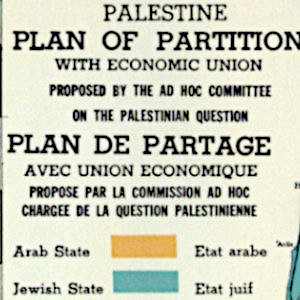 PALESTINE
PLAN OF PARTITION
WITH ECONOMIC UNION
PROPOSED BY THE AD HOC COMMITTEE
ON THE PALESTINIAN QUESTION
PLAN DE PARTAGE
AVEC UNION ECONOMIQUE
PROPOSE PAR LA COMMISSION AD HOC
CHARGEE DE LA QUESTION PALESTINIENNE
Arab State Etat arabe
Jewish State Etat juif